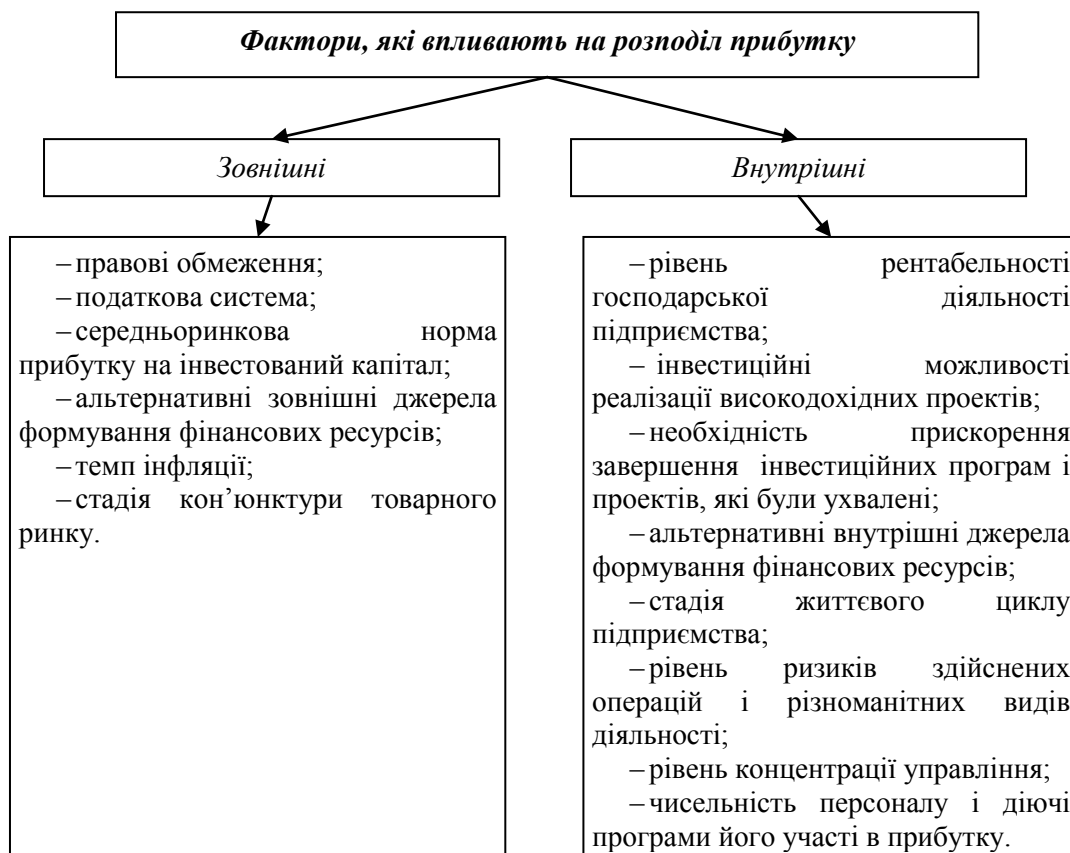 Фактори, які впливають на розподіл прибутку
Зовнішні
Внутрішні
– правові обмеження;
– податкова система;
– середньоринкова норма
прибутку на інвестований капітал;
– альтернативні зовнішні джерела
формування фінансових ресурсів;
– темп інфляції;
– стадія кон’юнктури товарного
ринку.
– рівень рентабельності
господарської діяльності
підприємства;
– інвестиційні можливості
реалізації високодохідних проектів;
– необхідність прискорення
завершення інвестиційних програм і
проектів, які були ухвалені;
– альтернативні внутрішні джерела
формування фінансових ресурсів;
– стадія життєвого циклу
підприємства;
– рівень ризиків здійснених
операцій і різноманітних видів
діяльності;
– рівень концентрації управління;
– чисельність персоналу і діючі
програми його участі в прибутку.